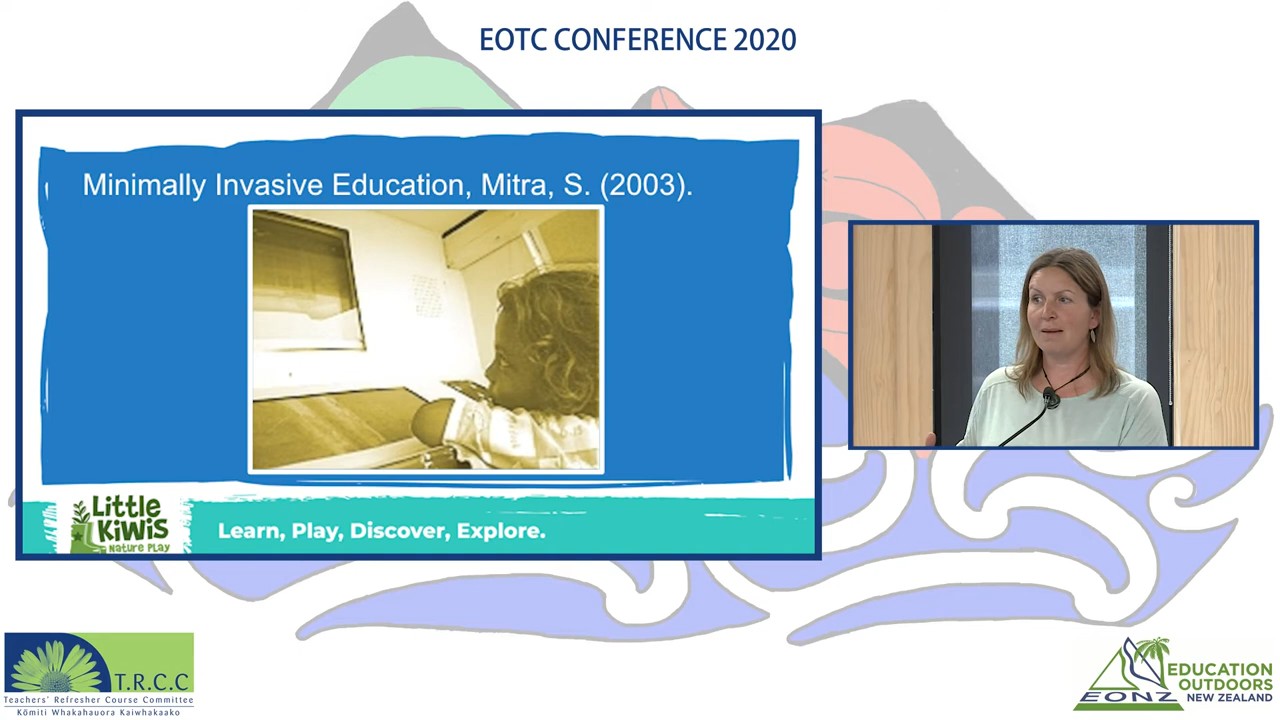 EOTC CONFERENCE 2020
Minimally Invasive Education, Mitra, S. (2003).
Little
Kiwis
NATURE PLAY
Learn, Play, Discover, Explore.
T.R.C.C
Teachers' Refresher Course Committee
Kōmiti Whakahauora Kaiwhakaako
EONZ
EDUCATION
OUTDOORS
NEW ZEALAND